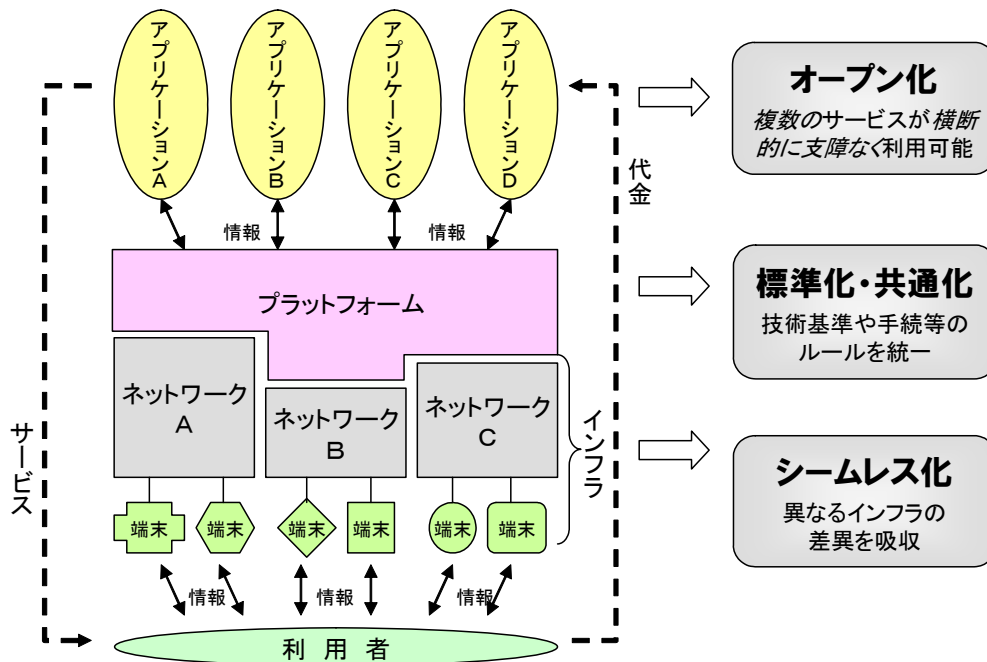 アプリケーションA
アプリケーションB
アプリケーションC
アプリケーションD
情報
情報
プラットフォーム
ネットワーク
A
ネットワーク
B
ネットワーク
C
インフラ
端末
端末
端末
端末
端末
端末
情報
情報
情報
利用者
サービス
代金
オープン化
複数のサービスが横断
的に支障なく利用可能
標準化・共通化
技術基準や手続等の
ルールを統一
シームレス化
異なるインフラの
差異を吸収